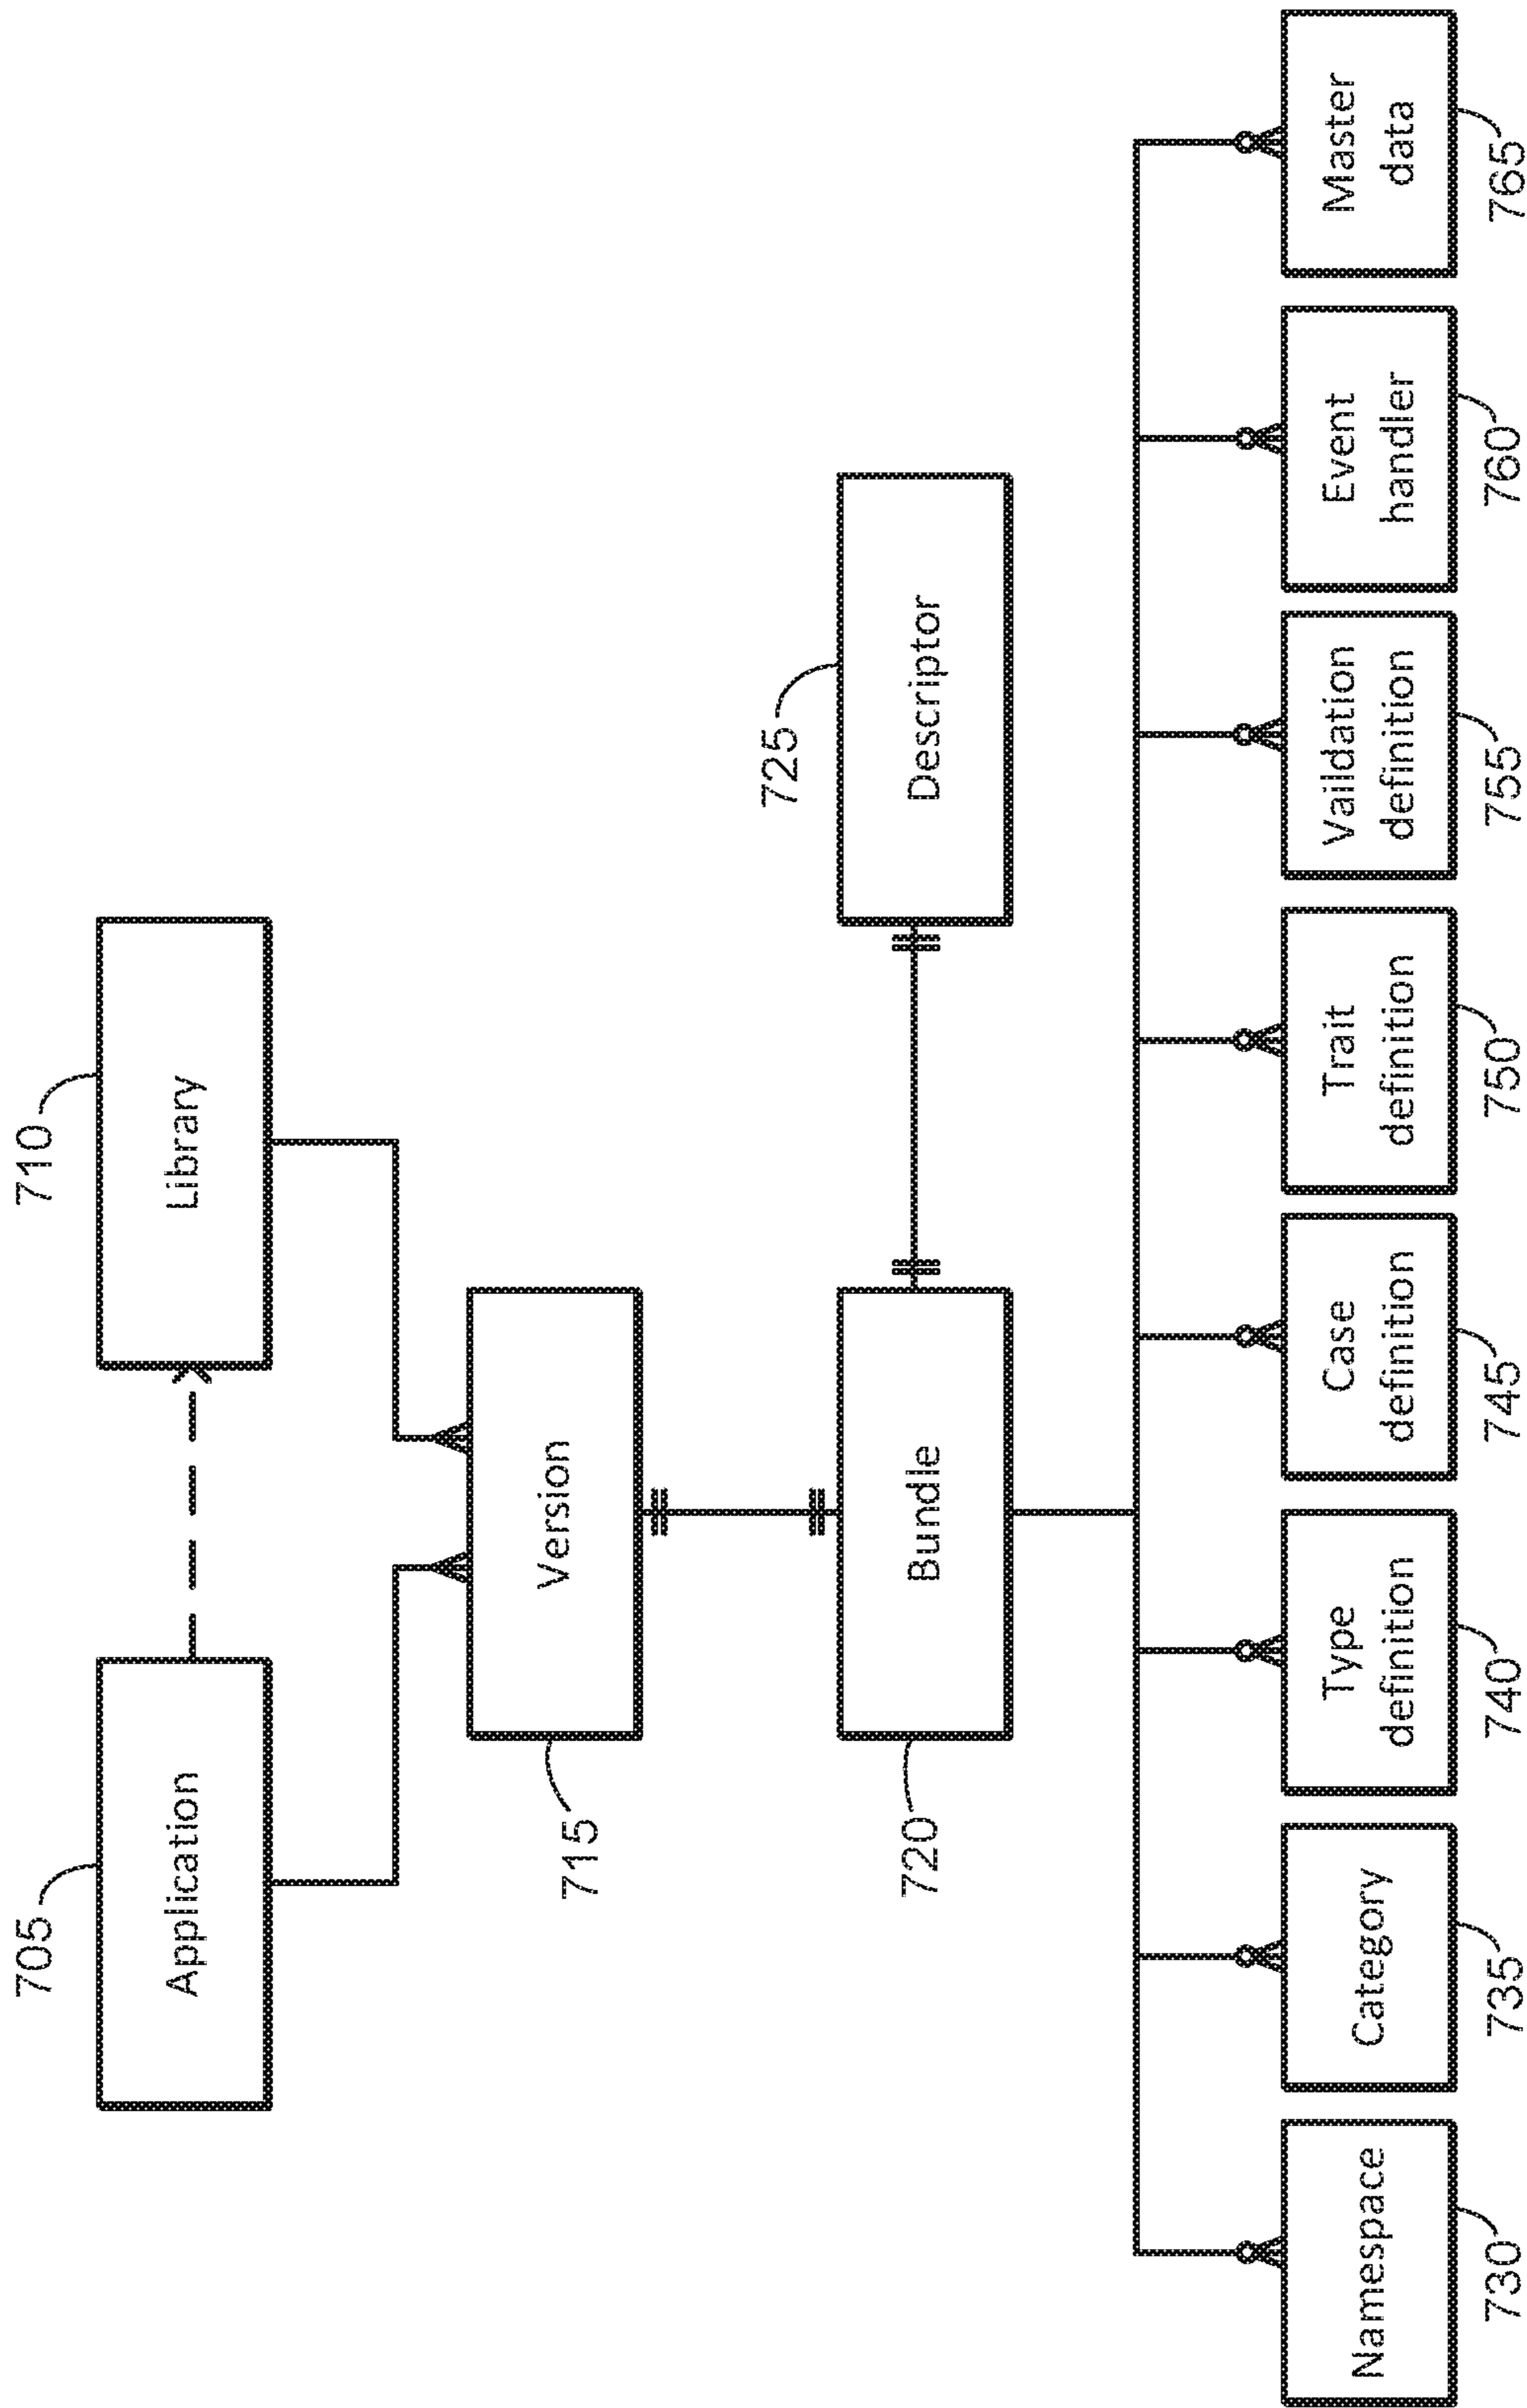 705
710
Application
Library
715
Version
725
720
Bundle
Descriptor
Namespace
Category
Type
definition
Case
definition
Trait
definition
Vaildation
definition
Event
handler
Master
data
730
735
740
745
750
755
760
765